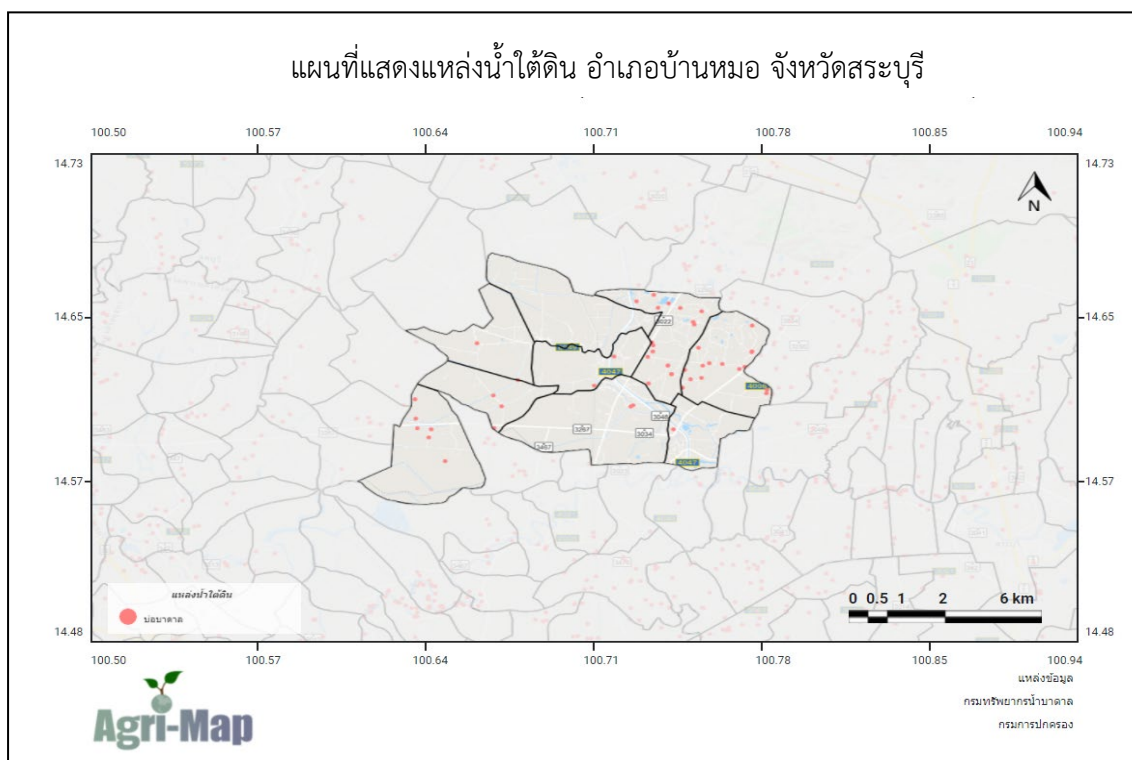 แผนที่แสดงแหล่งน้ำใต้ดิน อำเภอบ้านหมอ จังหวัดสระบุรี
100.50 100.57 100.64 100.71 100.78 100.85 100.94
14.73 14.73
N
3022
14.65 14.65
4047
3048
3267 3034
4047
14.57 14.57
แหล่งน้ำใต้ดิน
บ่อบาดาล
0 0.5 1 2 6 km
14.48 14.48
100.50 100.57 100.64 100.71 100.78 100.85 100.94
แหล่งข้อมูล
กรมทรัพยากรน้ำบาดาล
กรมการปกครอง
Agri-Map